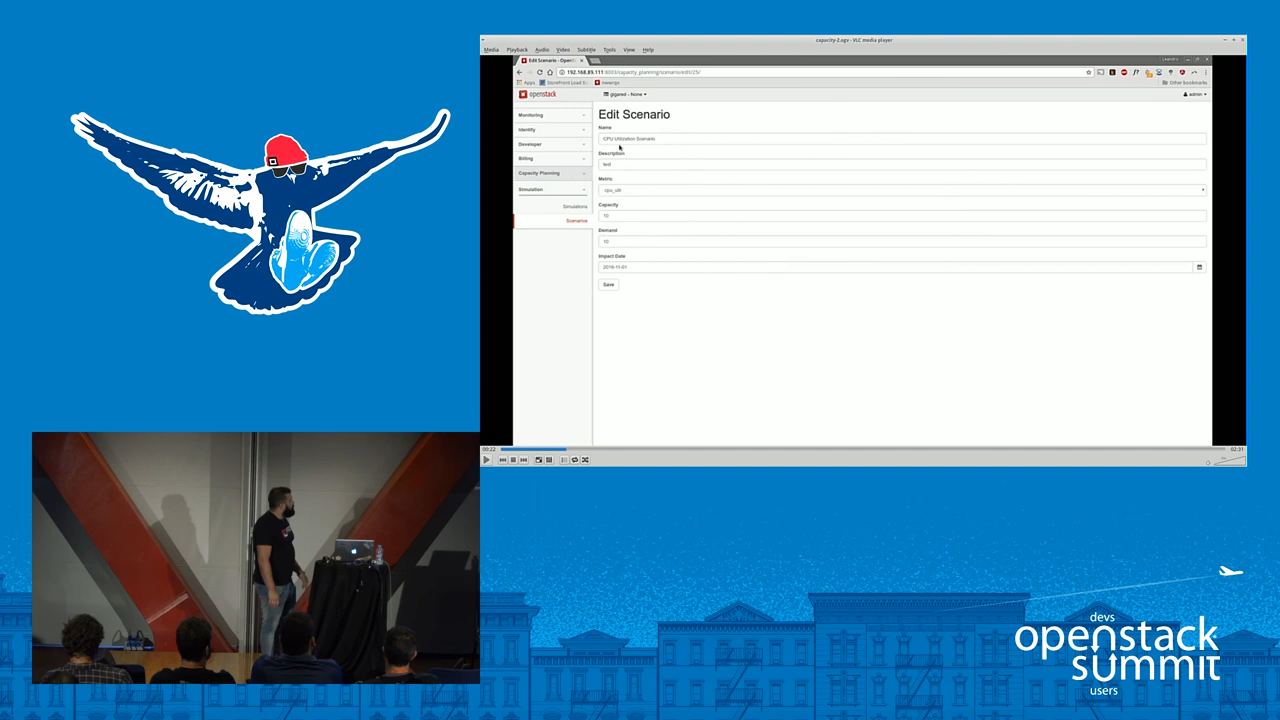 capacity-2.ogv - VLC media player
Media Playback Audio Video Subtitle Tools View Help
Edit Scenario - OpenS
192.168.89.111:8003/capacity_planning/scenario/edit/25/
Apps StoreFront Load Other bookmarks
openstack gigared - None admin
Monitoring
Identity
Developer
Billing
Capacity Planning
Simulation
Simulations
Scenarios
Edit Scenario
Name
CPU Utilization Scenario
Description
test
Metric
cpu_util
Capacity
10
Demand
10
Impact Date
2016-11-01
Save
00:22 02:31
devs
openstack
summit
users